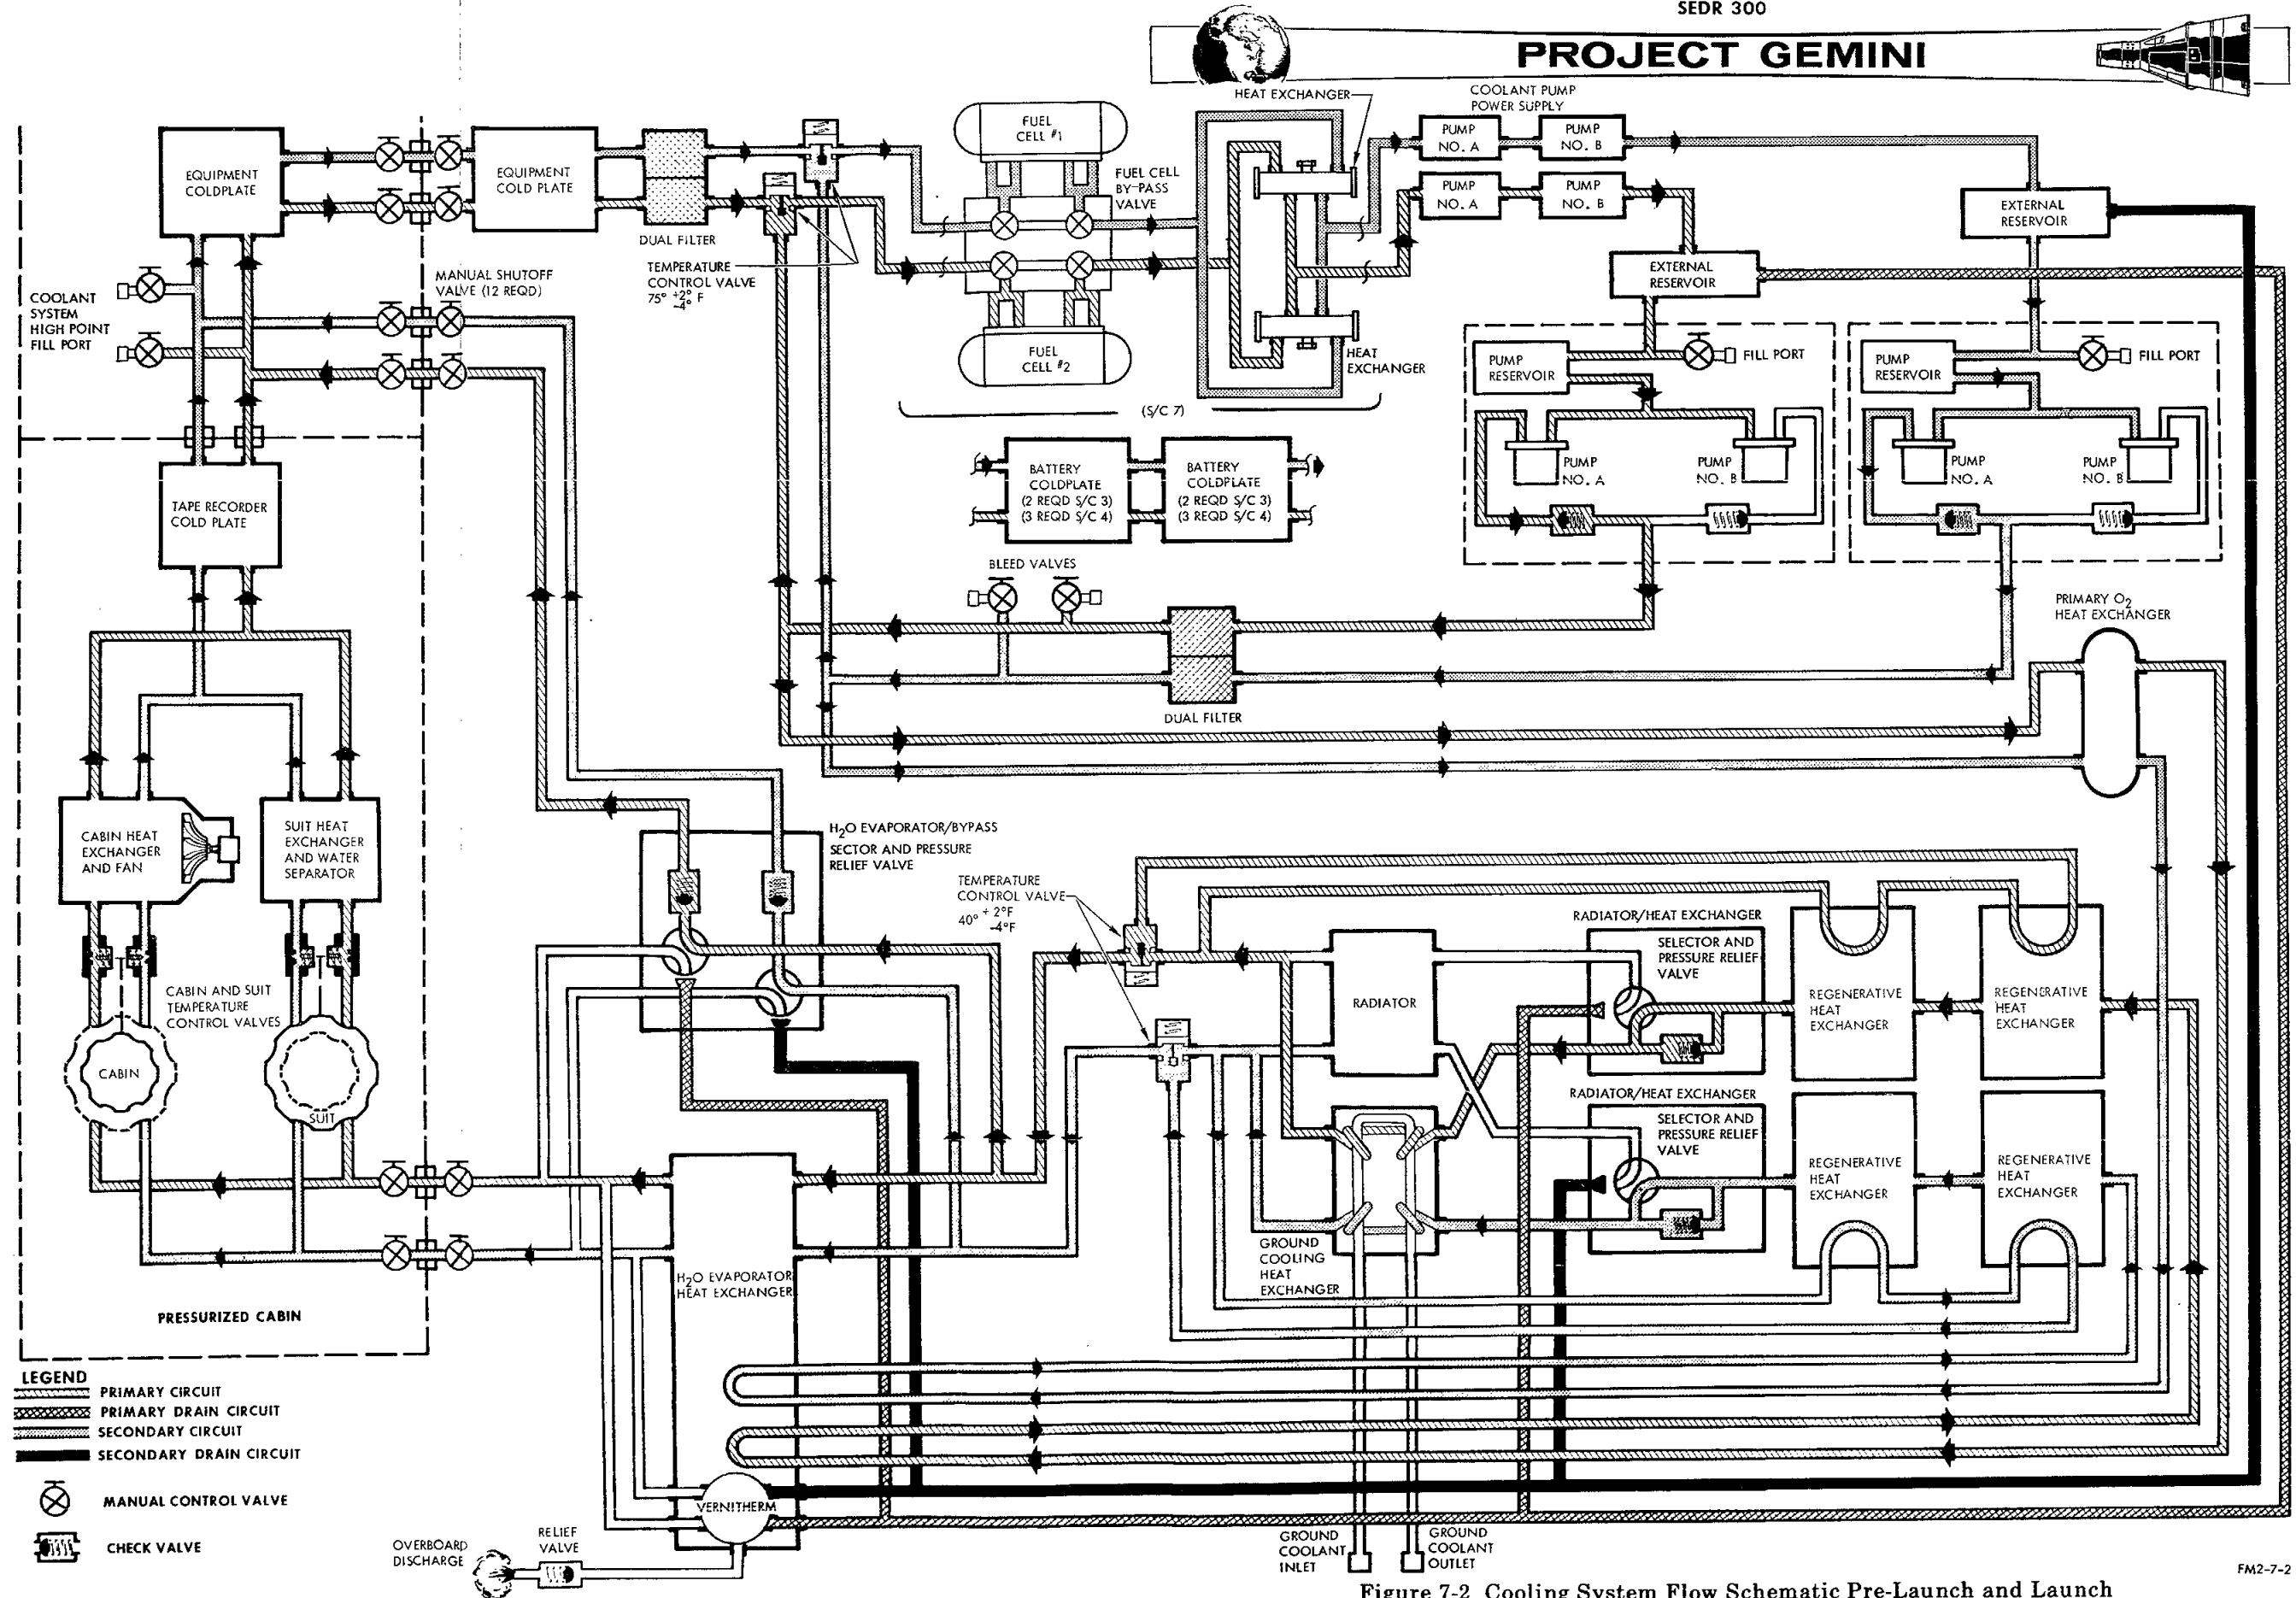 SEDR 300
PROJECT GEMINI
HEAT EXCHANGER
COOLANT PUMP
POWER SUPPLY
FUEL
CELL #1
PUMP
NO. A
PUMP
NO. B
EQUIPMENT
COLDPLATE
EQUIPMENT
COLD PLATE
FUEL CELL
BY-PASS
VALVE
PUMP
NO. A
PUMP
NO. B
EXTERNAL
RESERVOIR
DUAL FILTER
TEMPERATURE
CONTROL VALVE
75° +2° F
-4°
EXTERNAL
RESERVOIR
MANUAL SHUTOFF
VALVE (12 REQD)
COOLANT
SYSTEM
HIGH POINT
FILL PORT
FUEL
CELL #2
HEAT
EXCHANGER
PUMP
RESERVOIR
FILL PORT
PUMP
RESERVOIR
FILL PORT
(S/C 7)
BATTERY
COLDPLATE
(2 REQD S/C 3)
(3 REQD S/C 4)
BATTERY
COLDPLATE
(2 REQD S/C 3)
(3 REQD S/C 4)
PUMP
NO. A
PUMP
NO. B
PUMP
NO. A
PUMP
NO. B
TAPE RECORDER
COLD PLATE
BLEED VALVES
PRIMARY O2
HEAT EXCHANGER
DUAL FILTER
CABIN HEAT
EXCHANGER
AND FAN
SUIT HEAT
EXCHANGER
AND WATER
SEPARATOR
H2O EVAPORATOR/BYPASS
SECTOR AND PRESSURE
RELIEF VALVE
TEMPERATURE
CONTROL VALVE
40° + 2°F
-4°F
RADIATOR/HEAT EXCHANGER
SELECTOR AND
PRESSURE RELIEF
VALVE
CABIN AND SUIT
TEMPERATURE
CONTROL VALVES
RADIATOR
REGENERATIVE
HEAT
EXCHANGER
REGENERATIVE
HEAT
EXCHANGER
CABIN
SUIT
RADIATOR/HEAT EXCHANGER
SELECTOR AND
PRESSURE RELIEF
VALVE
REGENERATIVE
HEAT
EXCHANGER
REGENERATIVE
HEAT
EXCHANGER
GROUND
COOLING
HEAT
EXCHANGER
H2O EVAPORATOR
HEAT EXCHANGER
PRESSURIZED CABIN
LEGEND
PRIMARY CIRCUIT
PRIMARY DRAIN CIRCUIT
SECONDARY CIRCUIT
SECONDARY DRAIN CIRCUIT
MANUAL CONTROL VALVE
CHECK VALVE
VERNITHERM
OVERBOARD
DISCHARGE
RELIEF
VALVE
GROUND
COOLANT
INLET
GROUND
COOLANT
OUTLET
FM2-7-2
Figure 7-2 Cooling System Flow Schematic Pre-Launch and Launch